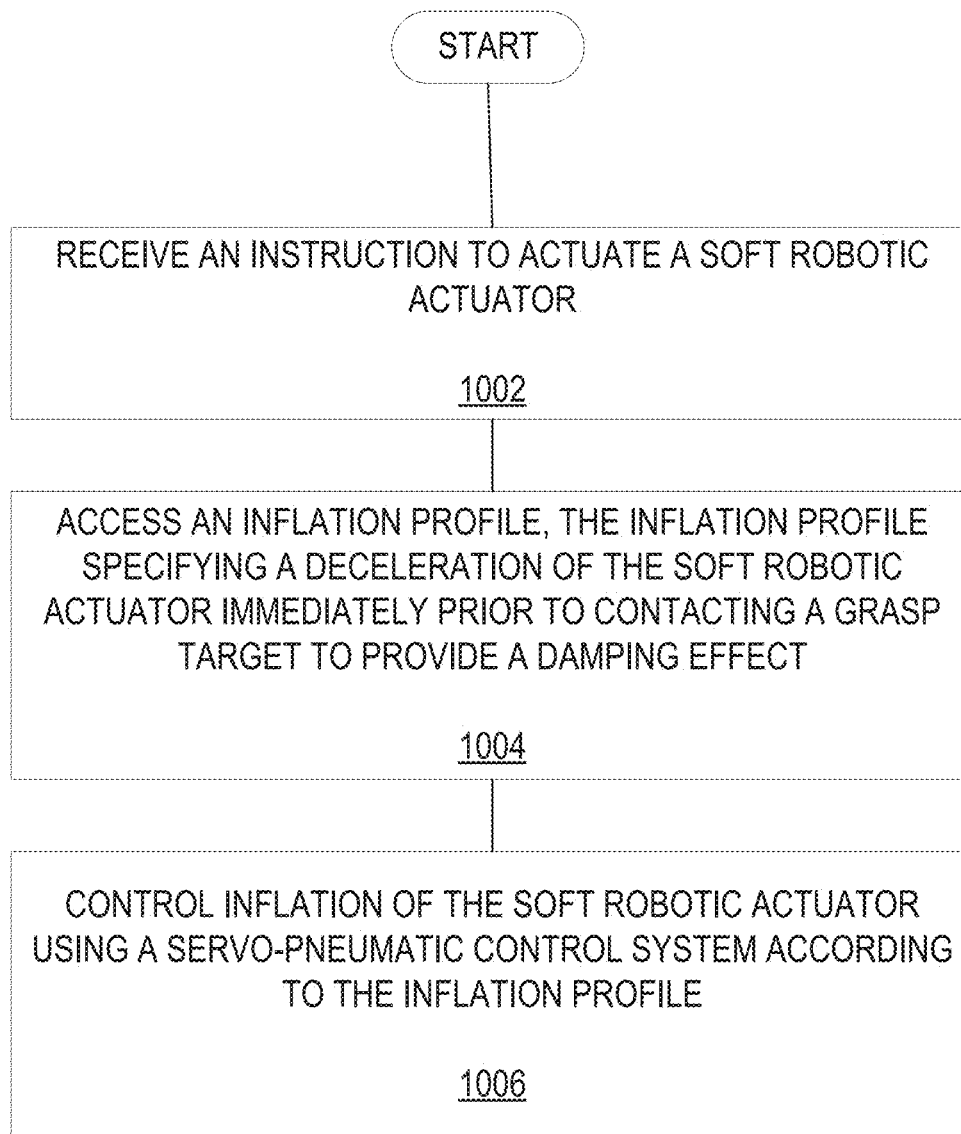 START
RECEIVE AN INSTRUCTION TO ACTUATE A SOFT ROBOTIC
ACTUATOR
1002
ACCESS AN INFLATION PROFILE, THE INFLATION PROFILE
SPECIFYING A DECELERATION OF THE SOFT ROBOTIC
ACTUATOR IMMEDIATELY PRIOR TO CONTACTING A GRASP
TARGET TO PROVIDE A DAMPING EFFECT
1004
CONTROL INFLATION OF THE SOFT ROBOTIC ACTUATOR
USING A SERVO-PNEUMATIC CONTROL SYSTEM ACCORDING
TO THE INFLATION PROFILE
1006